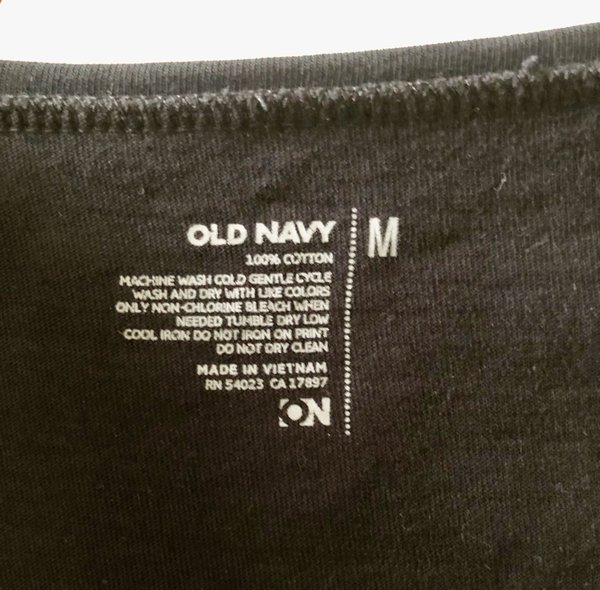 OLD NAVY
M
100% COTTON
MACHINE WASH COLD GENTLE CYCLE
WASH AND DRY WITH LIKE COLORS
ONLY NON-CHLORINE BLEACH WHEN
NEEDED TUMBLE DRY LOW
COOL IRON DO NOT IRON ON PRINT
DO NOT DRY CLEAN
MADE IN VIETNAM
RN 54023 CA 17897
ON